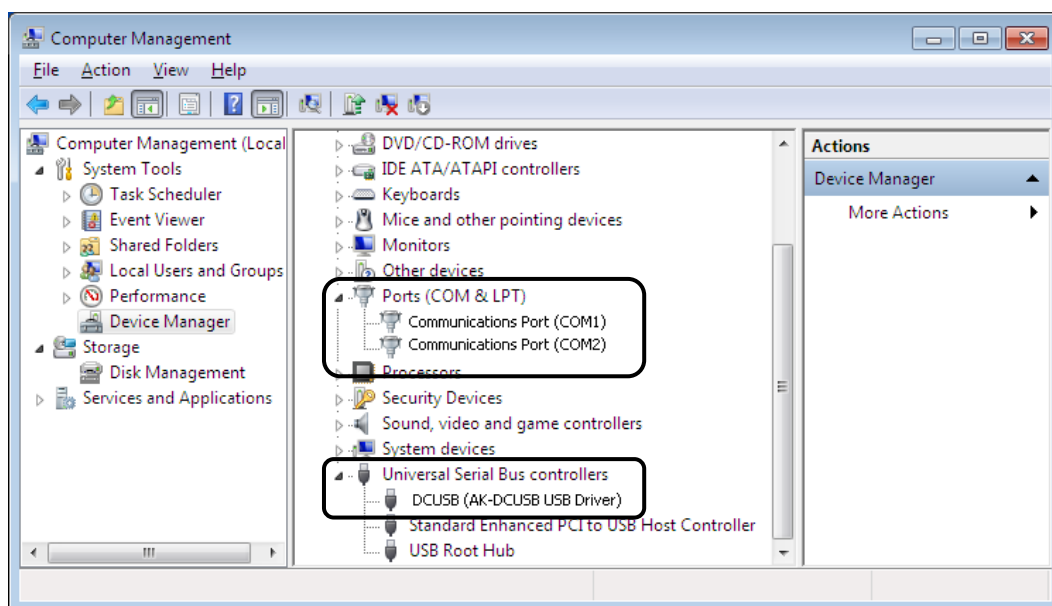 Computer Management
File Action View Help
Computer Management (Local
System Tools
Task Scheduler
Event Viewer
Shared Folders
Local Users and Groups
Performance
Device Manager
Storage
Disk Management
Services and Applications
DVD/CD-ROM drives
IDE ATA/ATAPI controllers
Keyboards
Mice and other pointing devices
Monitors
Other devices
Ports (COM & LPT)
Communications Port (COM1)
Communications Port (COM2)
Processors
Security Devices
Sound, video and game controllers
System devices
Universal Serial Bus controllers
DCUSB (AK-DCUSB USB Driver)
Standard Enhanced PCI to USB Host Controller
USB Root Hub
Actions
Device Manager
More Actions